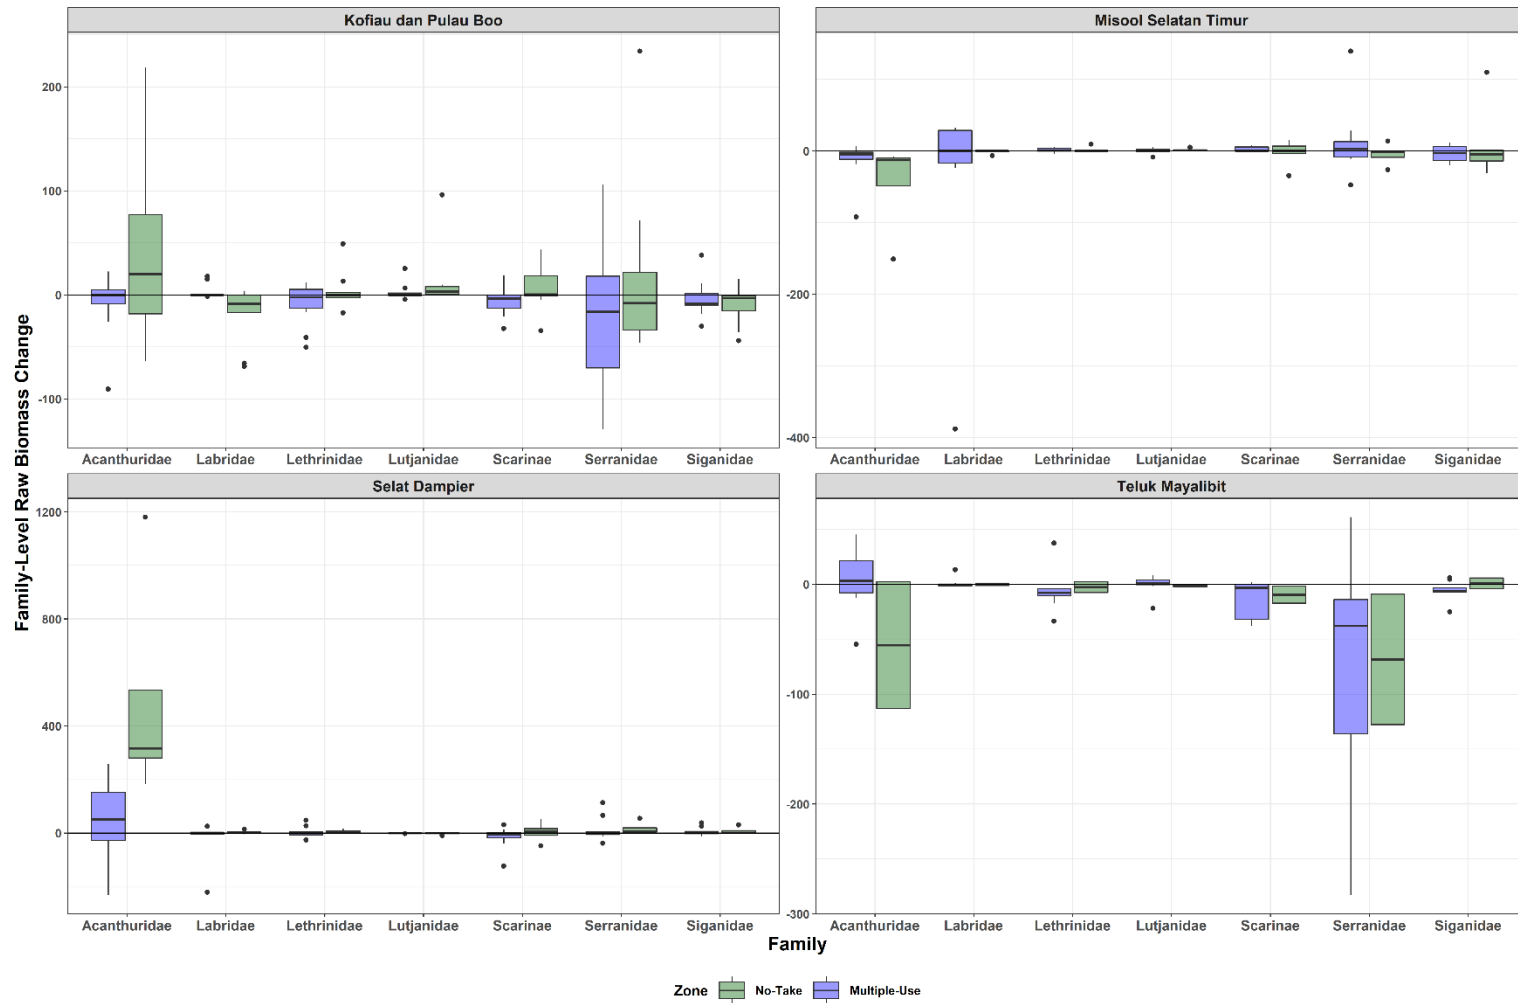 Kofiau dan Pulau Boo
Misool Selatan Timur
Family-Level Raw Biomass Change
200
100
0
-100
0
-200
-400
Acanthuridae Labridae Lethrinidae Lutjanidae Scarinae Serranidae Siganidae
Acanthuridae Labridae Lethrinidae Lutjanidae Scarinae Serranidae Siganidae
Selat Dampier
Teluk Mayalibit
1200
800
400
0
0
-100
-200
-300
Acanthuridae Labridae Lethrinidae Lutjanidae Scarinae Serranidae Siganidae
Acanthuridae Labridae Lethrinidae Lutjanidae Scarinae Serranidae Siganidae
Family
Zone No-Take Multiple-Use